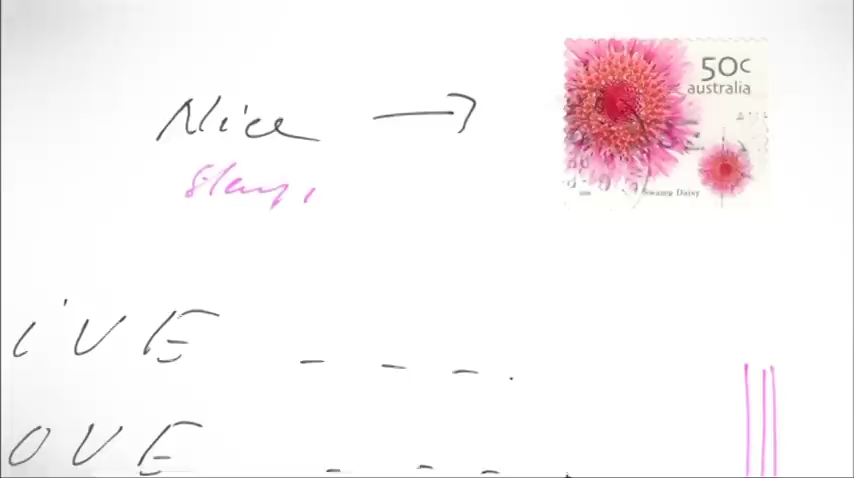 Nice →
50c
australia
Swamp Daisy
iVE _ _ _ .
OVE _ _ _ .